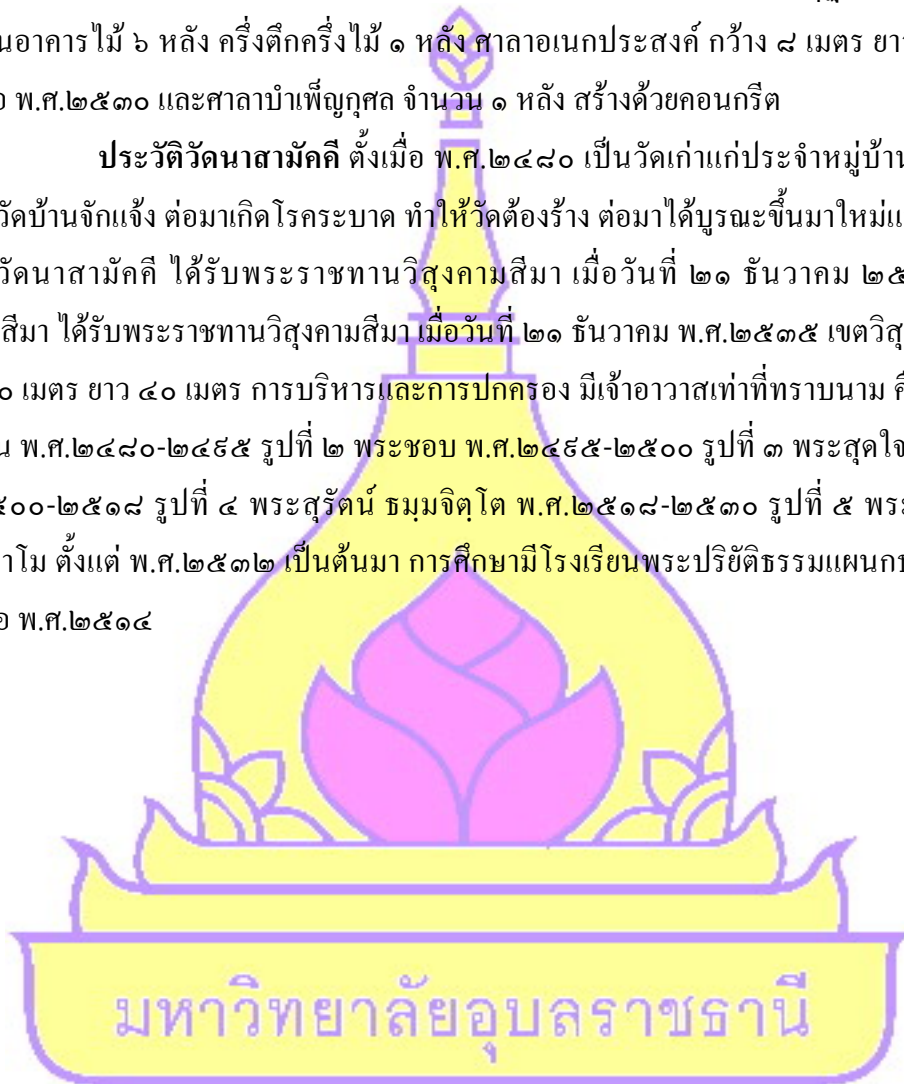 นอาคารไม้ ๖ หลัง ครึ่งตึกครึ่งไม้ ๑ หลัง ศาลาอเนกประสงค์ กว้าง ๘ เมตร ยาว
อ พ.ศ.๒๕๓๐ และศาลาบำเพ็ญกุศล จำนวน ๑ หลัง สร้างด้วยคอนกรีต
ประวัติวัดนาสามัคคี ตั้งเมื่อ พ.ศ.๒๔๘๐ เป็นวัดเก่าแก่ประจำหมู่บ้าน
วัดบ้านจักแจ้ง ต่อมาเกิดโรคระบาด ทำให้วัดต้องร้าง ต่อมาได้บูรณะขึ้นมาใหม่แ
วัดนาสามัคคี ได้รับพระราชทานวิสุงคามสีมา เมื่อวันที่ ๒๑ ธันวาคม ๒๕
สีมา ได้รับพระราชทานวิสุงคามสีมา เมื่อวันที่ ๒๑ ธันวาคม พ.ศ.๒๕๓๕ เขตวิสุ
๐ เมตร ยาว ๔๐ เมตร การบริหารและการปกครอง มีเจ้าอาวาสเท่าที่ทราบนาม คื
น พ.ศ.๒๔๘๐-๒๔๙๕ รูปที่ ๒ พระชอบ พ.ศ.๒๔๙๕-๒๕๐๐ รูปที่ ๓ พระสุดใจ
๕๐๐-๒๕๑๘ รูปที่ ๔ พระสุรัตน์ ธมฺมจิตฺโต พ.ศ.๒๕๑๘-๒๕๓๐ รูปที่ ๕ พระ
าโม ตั้งแต่ พ.ศ.๒๕๓๒ เป็นต้นมา การศึกษามีโรงเรียนพระปริยัติธรรมแผนกธ
อ พ.ศ.๒๕๑๔
มหาวิทยาลัยอุบลราชธานี